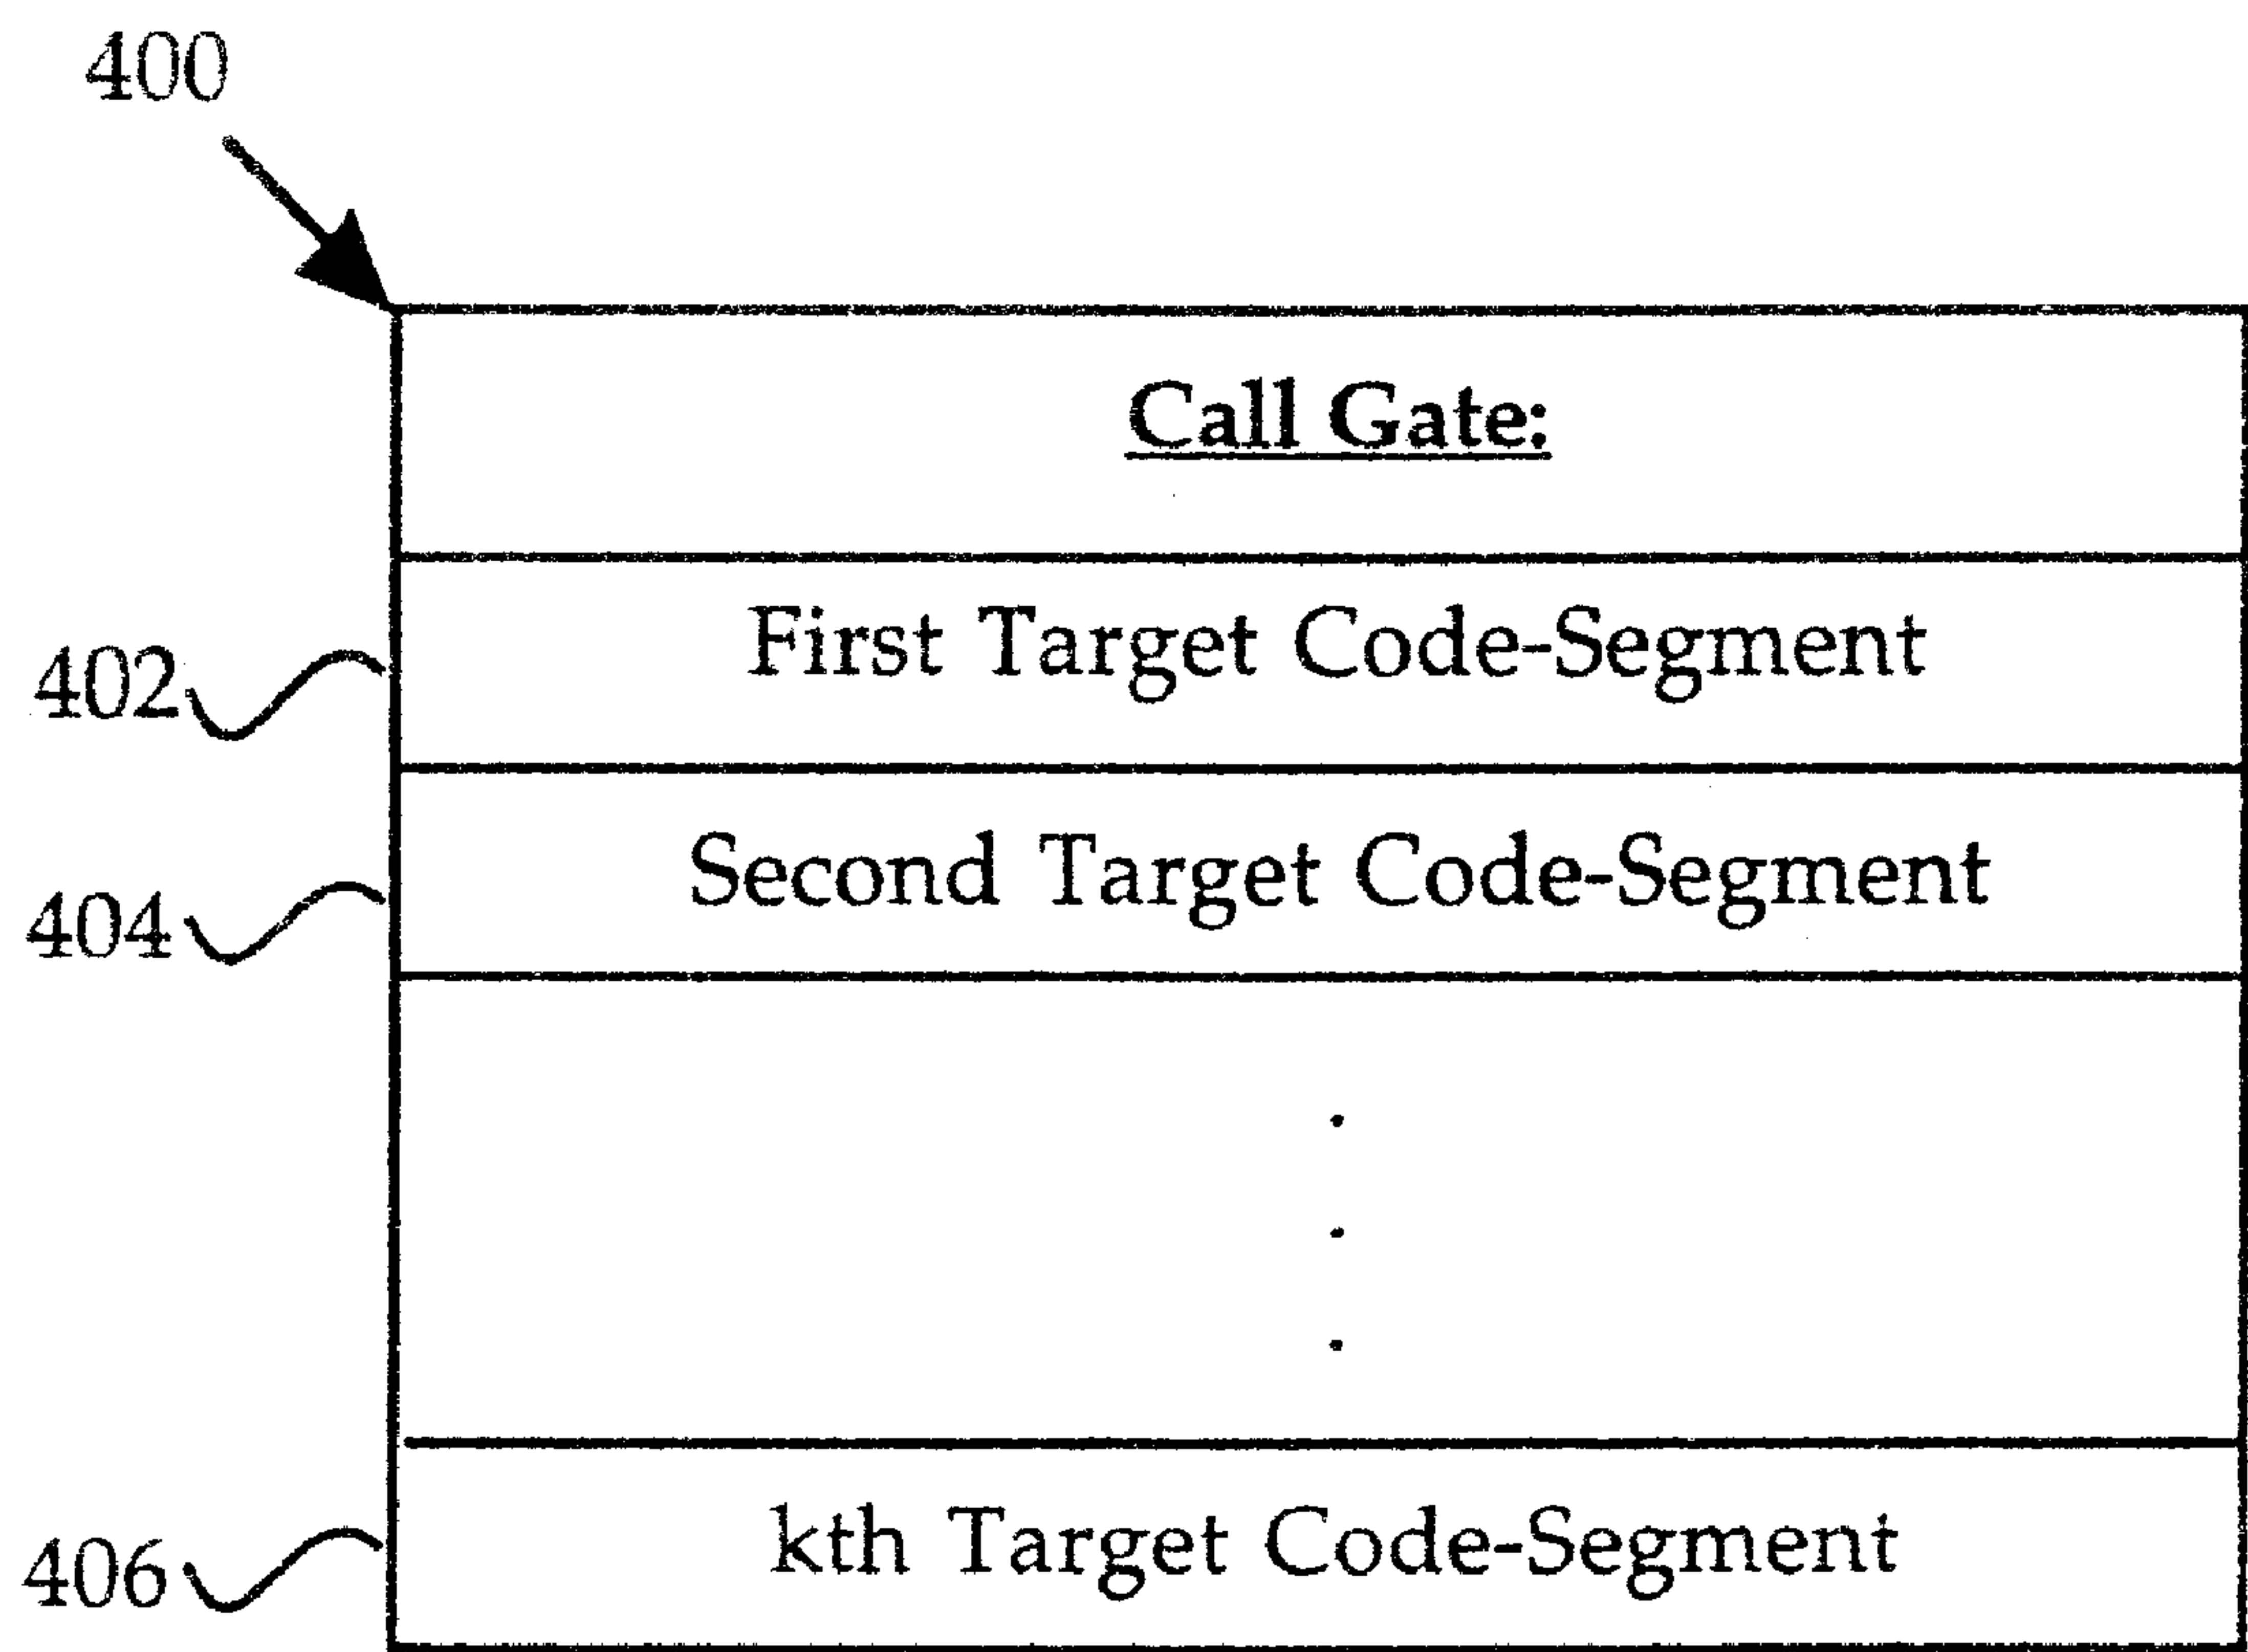 400
Call Gate:
402 First Target Code-Segment
404 Second Target Code-Segment
.
.
.
406 kth Target Code-Segment